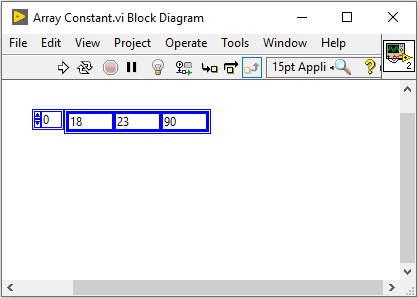 Array Constant.vi Block Diagram
File Edit View Project Operate Tools Window Help
15pt Appli
2
0 18 23 90